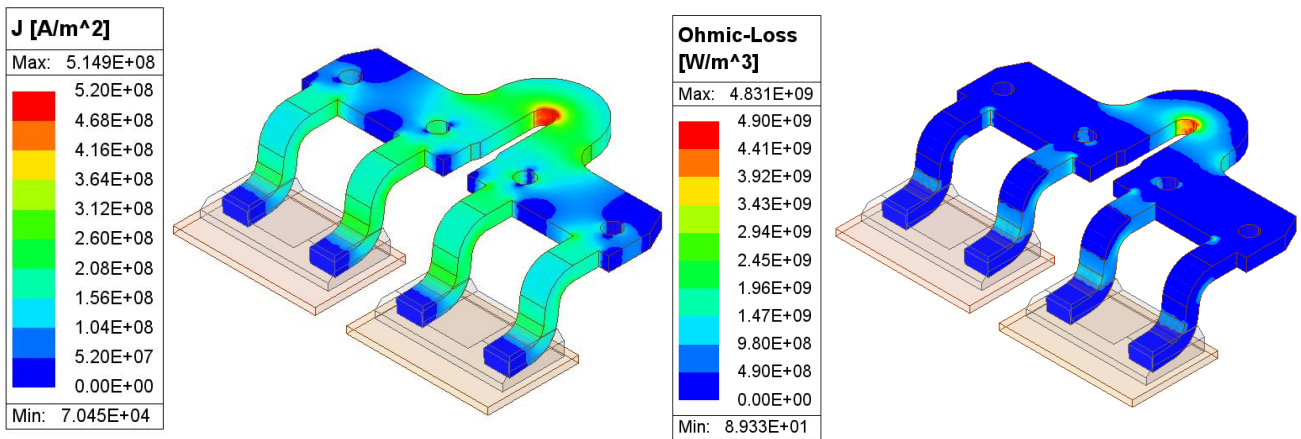 J [A/m^2]
Max: 5.149E+08
5.20E+08
4.68E+08
4.16E+08
3.64E+08
3.12E+08
2.60E+08
2.08E+08
1.56E+08
1.04E+08
5.20E+07
0.00E+00
Min: 7.045E+04
Ohmic-Loss
[W/m^3]
Max: 4.831E+09
4.90E+09
4.41E+09
3.92E+09
3.43E+09
2.94E+09
2.45E+09
1.96E+09
1.47E+09
9.80E+08
4.90E+08
0.00E+00
Min: 8.933E+01